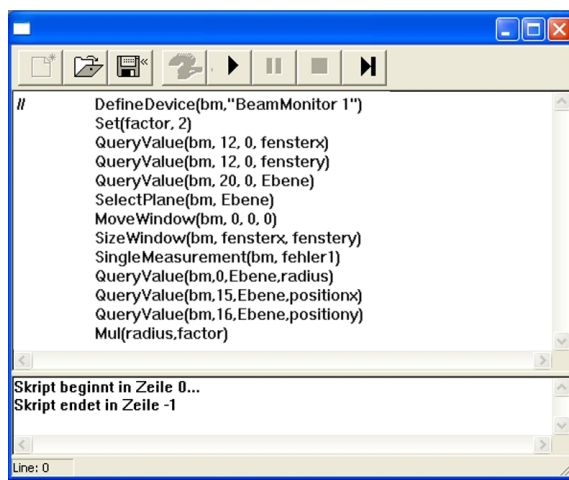 // DefineDevice(bm,"BeamMonitor 1")
Set(factor, 2)
QueryValue(bm, 12, 0, fensterx)
QueryValue(bm, 12, 0, fenstery)
QueryValue(bm, 20, 0, Ebene)
SelectPlane(bm, Ebene)
MoveWindow(bm, 0, 0, 0)
SizeWindow(bm, fensterx, fenstery)
SingleMeasurement(bm, fehler1)
QueryValue(bm,0,Ebene,radius)
QueryValue(bm,15,Ebene,positionx)
QueryValue(bm,16,Ebene,positiony)
Mul(radius,factor)
Skript beginnt in Zeile 0...
Skript endet in Zeile -1
Line: 0